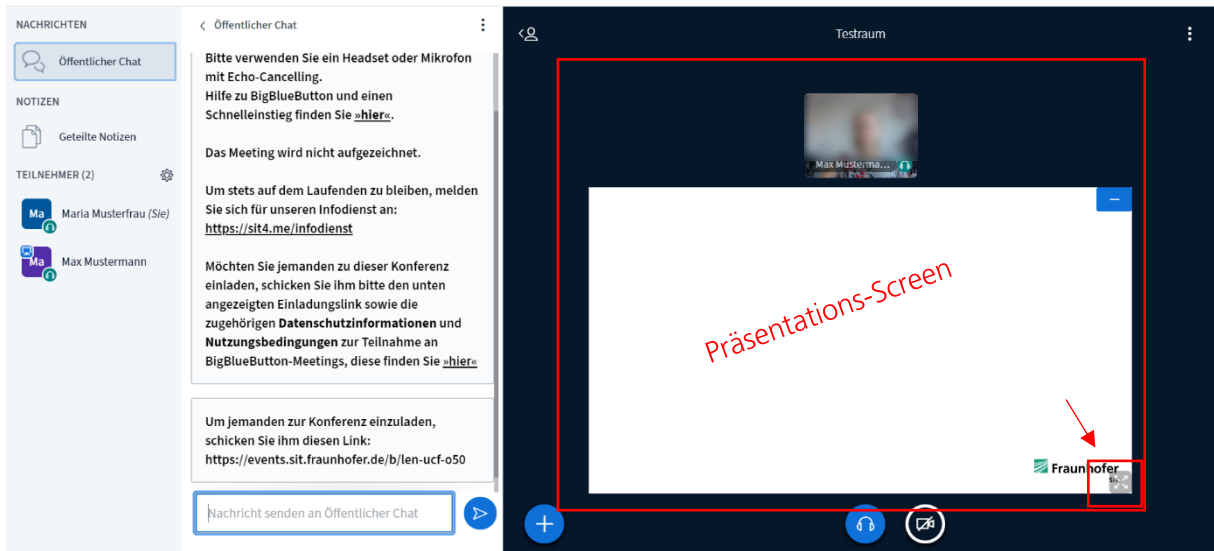 NACHRICHTEN
Öffentlicher Chat
NOTIZEN
Geteilte Notizen
TEILNEHMER (2)
Ma
Maria Musterfrau (Sie)
Ma
Max Mustermann
Öffentlicher Chat
Bitte verwenden Sie ein Headset oder Mikrofon
mit Echo-Cancelling.
Hilfe zu BigBlueButton und einen
Schnelleinstieg finden Sie »hier«.
Das Meeting wird nicht aufgezeichnet.
Um stets auf dem Laufenden zu bleiben, melden
Sie sich für unseren Infodienst an:
https://sit4.me/infodienst
Möchten Sie jemanden zu dieser Konferenz
einladen, schicken Sie ihm bitte den unten
angezeigten Einladungslink sowie die
zugehörigen Datenschutzinformationen und
Nutzungsbedingungen zur Teilnahme an
BigBlueButton-Meetings, diese finden Sie »hier«
Um jemanden zur Konferenz einzuladen,
schicken Sie ihm diesen Link:
https://events.sit.fraunhofer.de/b/len-ucf-o50
Nachricht senden an Öffentlicher Chat
Testraum
Max Musterma...
Präsentations-Screen
Fraunhofer